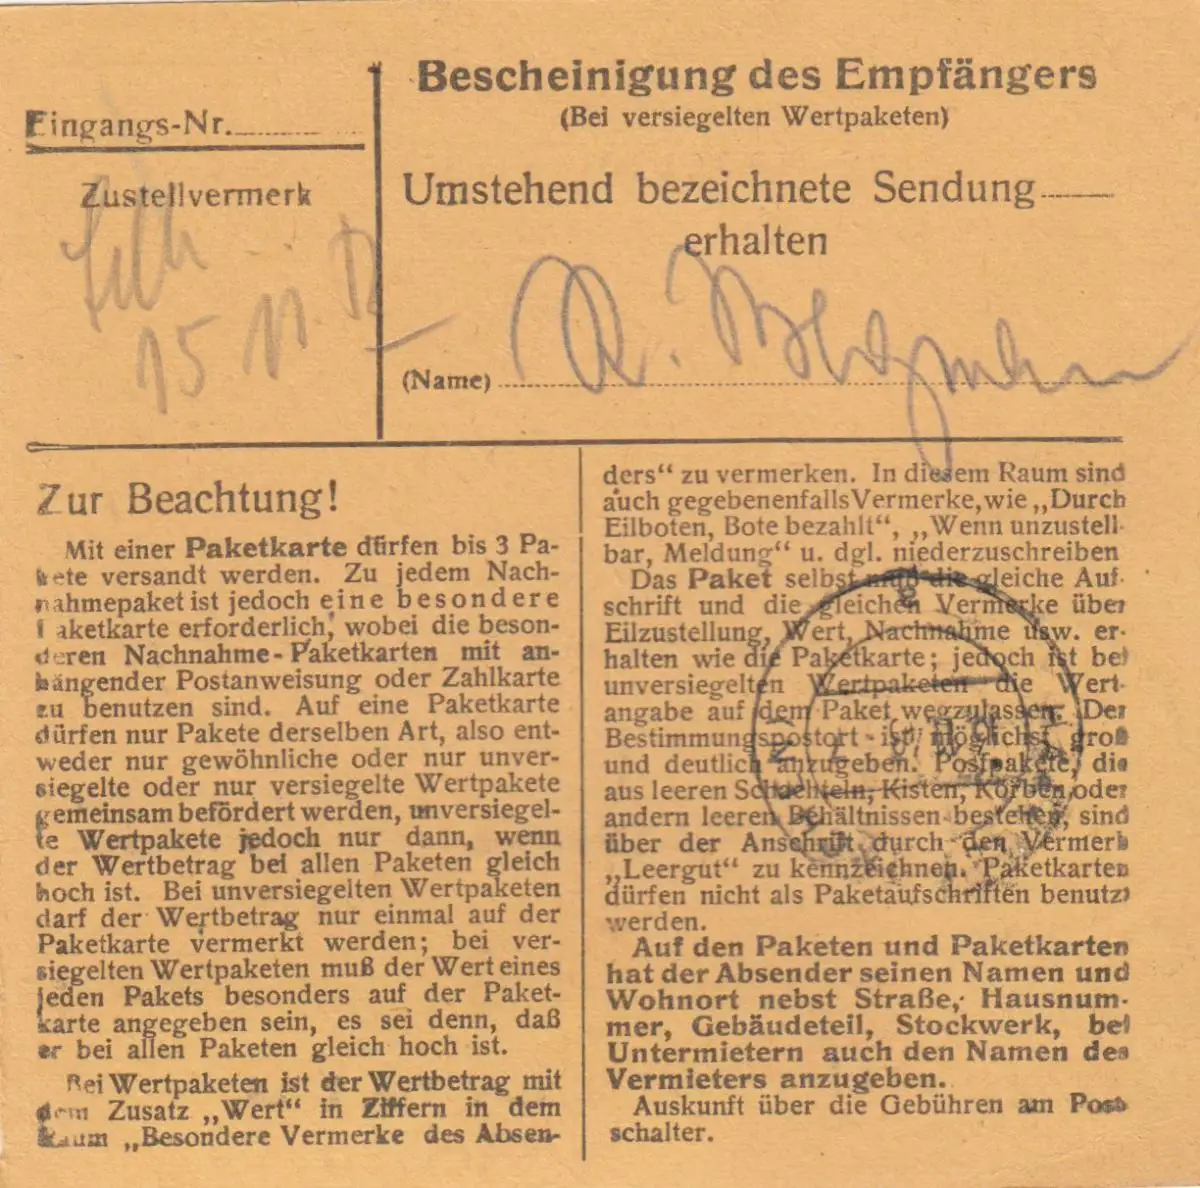 Eingangs-Nr.
Zustellvermerk
15 11.
Bescheinigung des Empfängers
(Bei versiegelten Wertpaketen)
Umstehend bezeichnete Sendung
erhalten
(Name)
Zur Beachtung!
Mit einer Paketkarte dürfen bis 3 Pa-
kete versandt werden. Zu jedem Nach-
nahmepaket ist jedoch eine besondere
Paketkarte erforderlich, wobei die beson-
deren Nachnahme-Paketkarten mit an-
hängender Postanweisung oder Zahlkarte
zu benutzen sind. Auf eine Paketkarte
dürfen nur Pakete derselben Art, also ent-
weder nur gewöhnliche oder nur unver-
siegelte oder nur versiegelte Wertpakete
gemeinsam befördert werden, unversiegel-
te Wertpakete jedoch nur dann, wenn
der Wertbetrag bei allen Paketen gleich
hoch ist. Bei unversiegelten Wertpaketen
darf der Wertbetrag nur einmal auf der
Paketkarte vermerkt werden; bei ver-
siegelten Wertpaketen muß der Wert eines
jeden Pakets besonders auf der Paket-
karte angegeben sein, es sei denn, daß
er bei allen Paketen gleich hoch ist.
Bei Wertpaketen ist der Wertbetrag mit
dem Zusatz „Wert“ in Ziffern in dem
Raum „Besondere Vermerke des Absen-
ders“ zu vermerken. In diesem Raum sind
auch gegebenenfalls Vermerke, wie „Durch
Eilboten, Bote bezahlt“, „Wenn unzustell-
bar, Meldung“ u. dgl. niederzuschreiben
Das Paket selbst muß die gleiche Auf-
schrift und die gleichen Vermerke über
Eilzustellung, Wert, Nachnahme usw. er-
halten wie die Paketkarte; jedoch ist bei
unversiegelten Wertpaketen die Wert-
angabe auf dem Paket wegzulassen. Der
Bestimmungspostort ist möglichst groß
und deutlich anzugeben. Postpakete, die
aus leeren Schachteln, Kisten, Körben oder
andern leeren Behältnissen bestehen, sind
über der Anschrift durch den Vermerk
„Leergut“ zu kennzeichnen. Paketkarten
dürfen nicht als Paketaufschriften benutzt
werden.
Auf den Paketen und Paketkarten
hat der Absender seinen Namen und
Wohnort nebst Straße, Hausnum-
mer, Gebäudeteil, Stockwerk, bei
Untermietern auch den Namen des
Vermieters anzugeben.
Auskunft über die Gebühren am Post-
schalter.